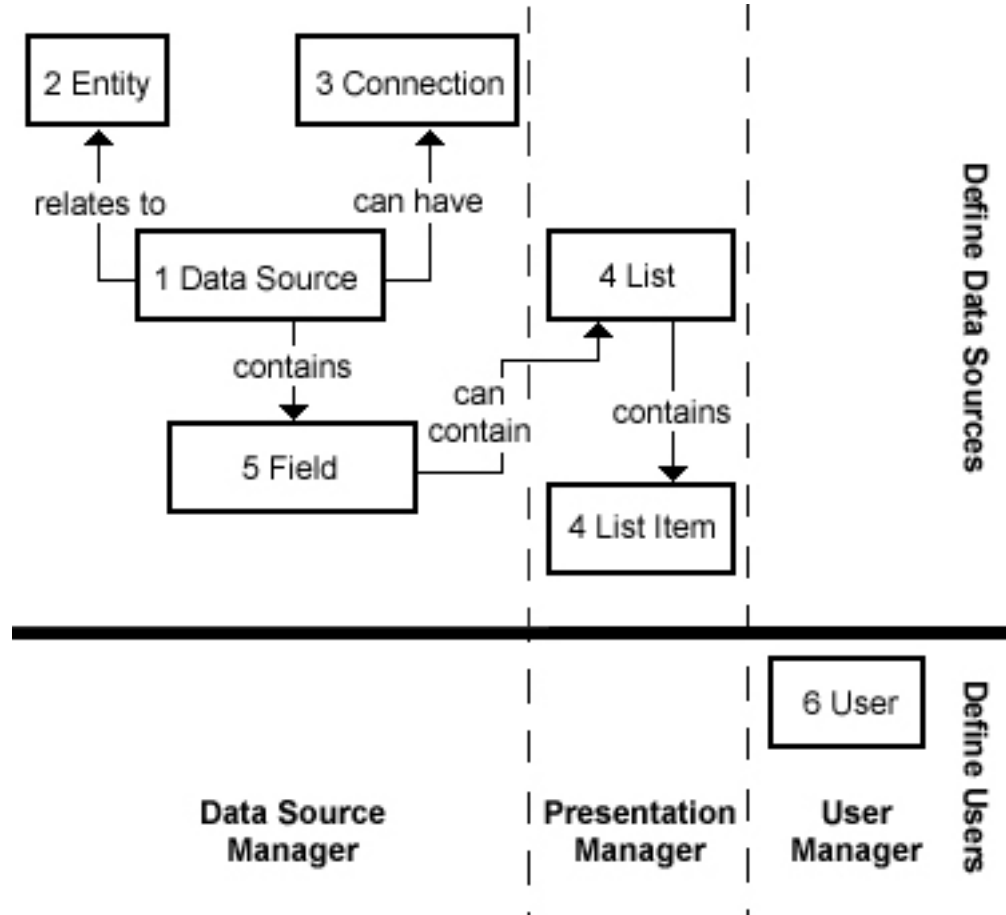 2 Entity
3 Connection
relates to
can have
1 Data Source
4 List
contains
can
contain
contains
5 Field
4 List Item
Define Data Sources
6 User
Define Users
Data Source
Manager
Presentation
Manager
User
Manager